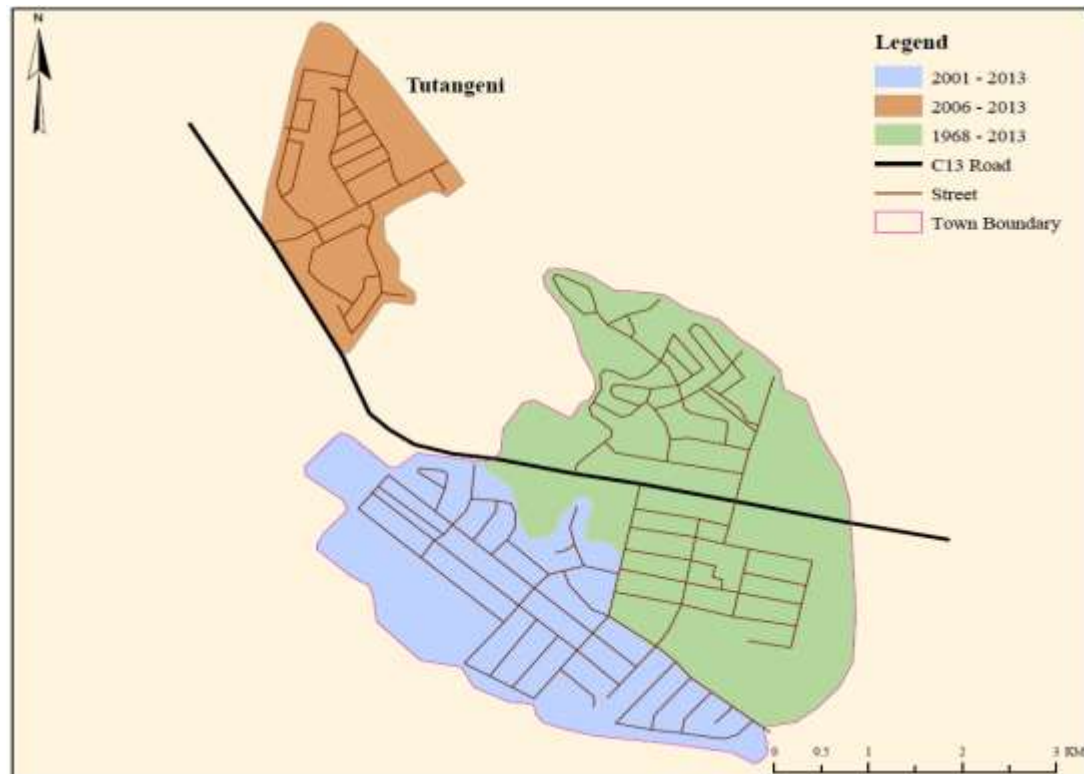 N
Tutangeni
Legend
2001 - 2013
2006 - 2013
1968 - 2013
C13 Road
Street
Town Boundary
0 0.5 1 2 3 KM